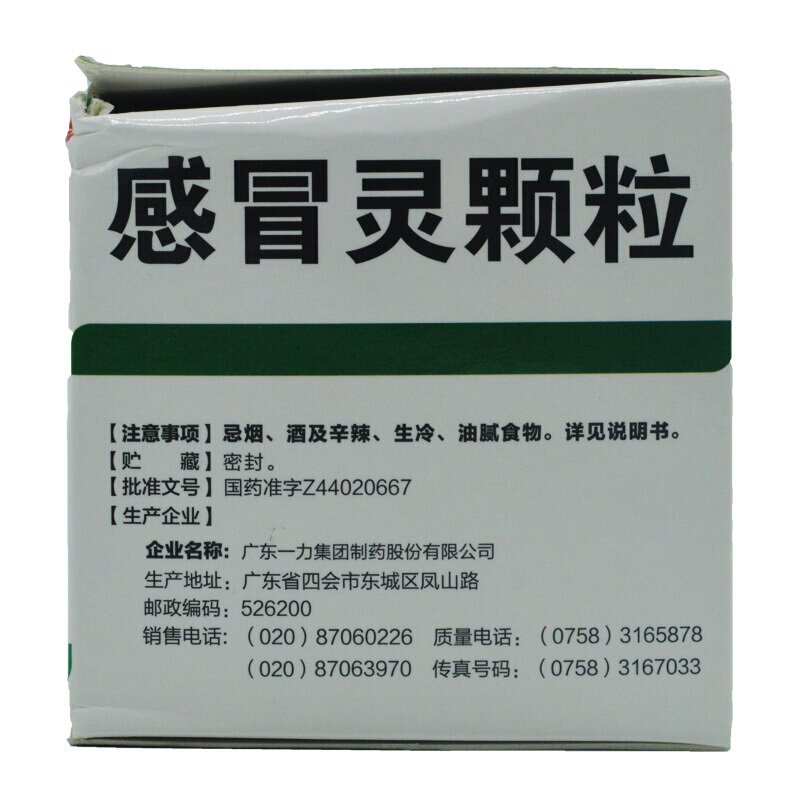 感冒灵颗粒
【注意事项】忌烟、酒及辛辣、生冷、油腻食物。详见说明书。
【贮 藏】密封。
【批准文号】国药准字Z44020667
【生产企业】
企业名称：广东一力集团制药股份有限公司
生产地址：广东省四会市东城区凤山路
邮政编码：526200
销售电话：(020) 87060226 质量电话：(0758) 3165878
(020) 87063970 传真号码：(0758) 3167033